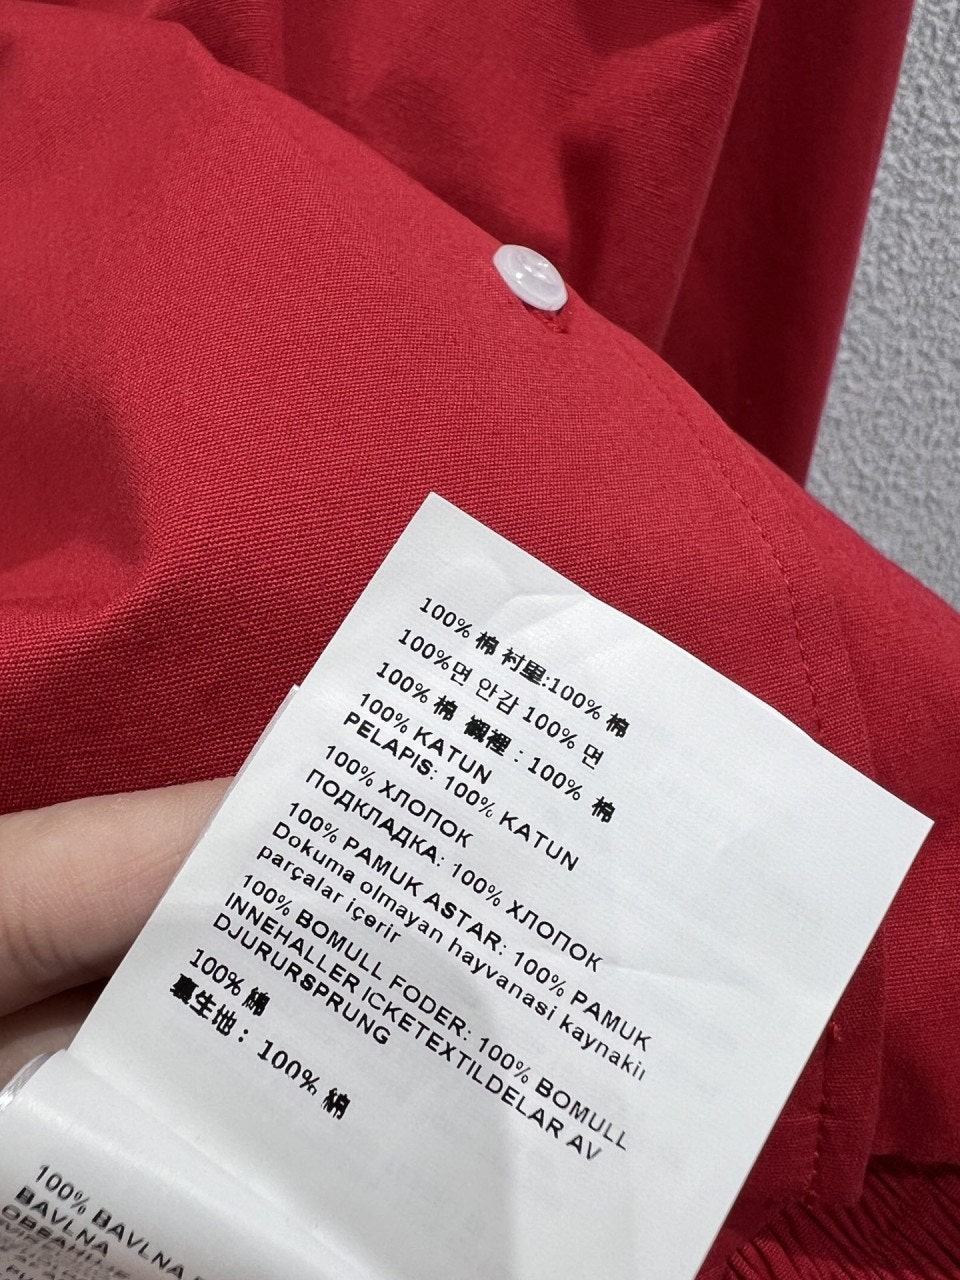 100% 棉 衬里:100% 棉
100%면 안감 100% 면
100% 棉 襯裡 : 100% 棉
100% KATUN
PELAPIS: 100% KATUN
100% ХЛОПОК
ПОДКЛАДКА: 100% ХЛОПОК
100% PAMUK ASTAR: 100% PAMUK
Dokuma olmayan hayvanasi kaynakiı
parçalar içerir
100% BOMULL FODER: 100% BOMULL
INNEHALLER ICKETEXTILDELAR AV
DJURURSPRUNG
100% 綿
裏生地: 100% 綿
100% BAVLNA
BAVLNA